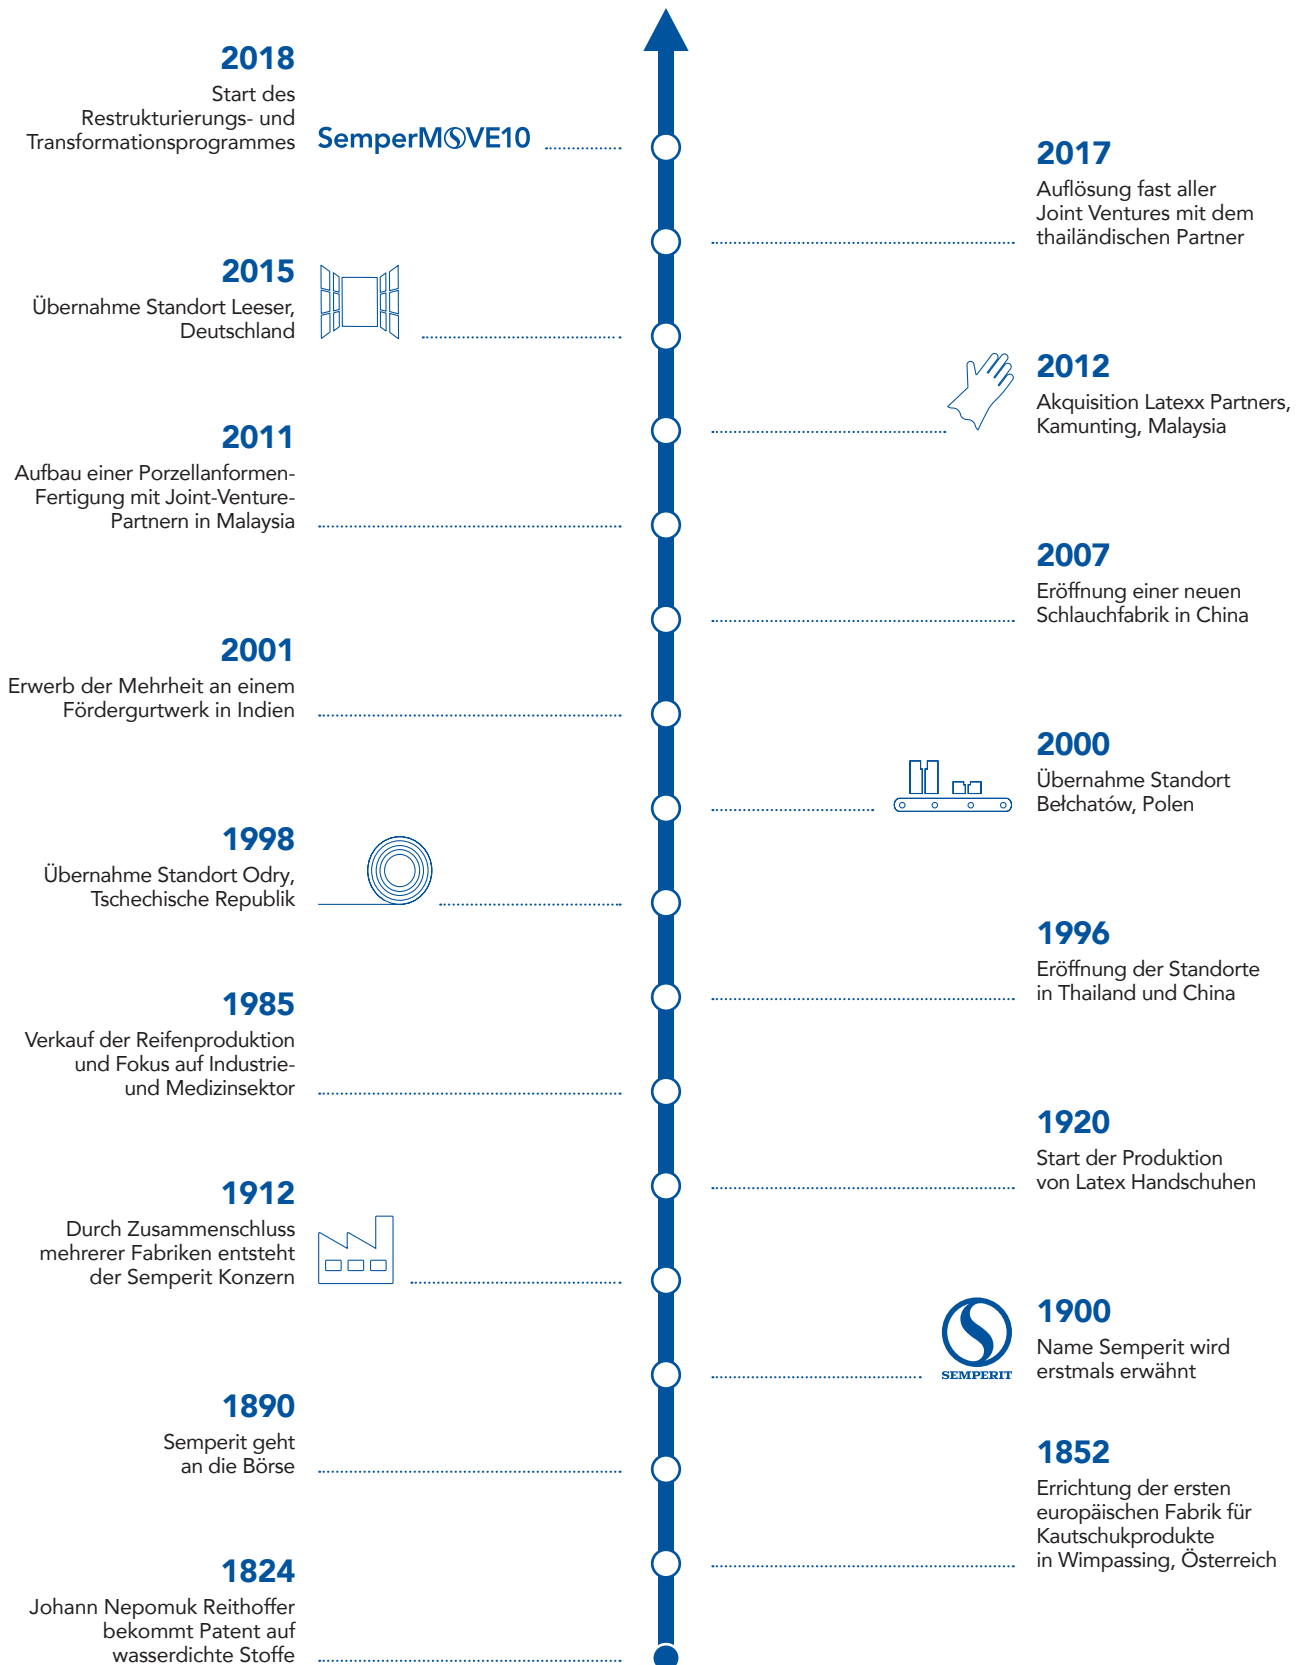 2018
Start des
Restrukturierungs- und
Transformationsprogrammes
SemperMOVE10
2017
Auflösung fast aller
Joint Ventures mit dem
thailändischen Partner
2015
Übernahme Standort Leeser,
Deutschland
2012
Akquisition Latexx Partners,
Kamunting, Malaysia
2011
Aufbau einer Porzellanformen-
Fertigung mit Joint-Venture-
Partnern in Malaysia
2007
Eröffnung einer neuen
Schlauchfabrik in China
2001
Erwerb der Mehrheit an einem
Fördergurtwerk in Indien
2000
Übernahme Standort
Bełchatów, Polen
1998
Übernahme Standort Odry,
Tschechische Republik
1996
Eröffnung der Standorte
in Thailand und China
1985
Verkauf der Reifenproduktion
und Fokus auf Industrie-
und Medizinsektor
1920
Start der Produktion
von Latex Handschuhen
1912
Durch Zusammenschluss
mehrerer Fabriken entsteht
der Semperit Konzern
SEMPERIT
1900
Name Semperit wird
erstmals erwähnt
1890
Semperit geht
an die Börse
1852
Errichtung der ersten
europäischen Fabrik für
Kautschukprodukte
in Wimpassing, Österreich
1824
Johann Nepomuk Reithoffer
bekommt Patent auf
wasserdichte Stoffe